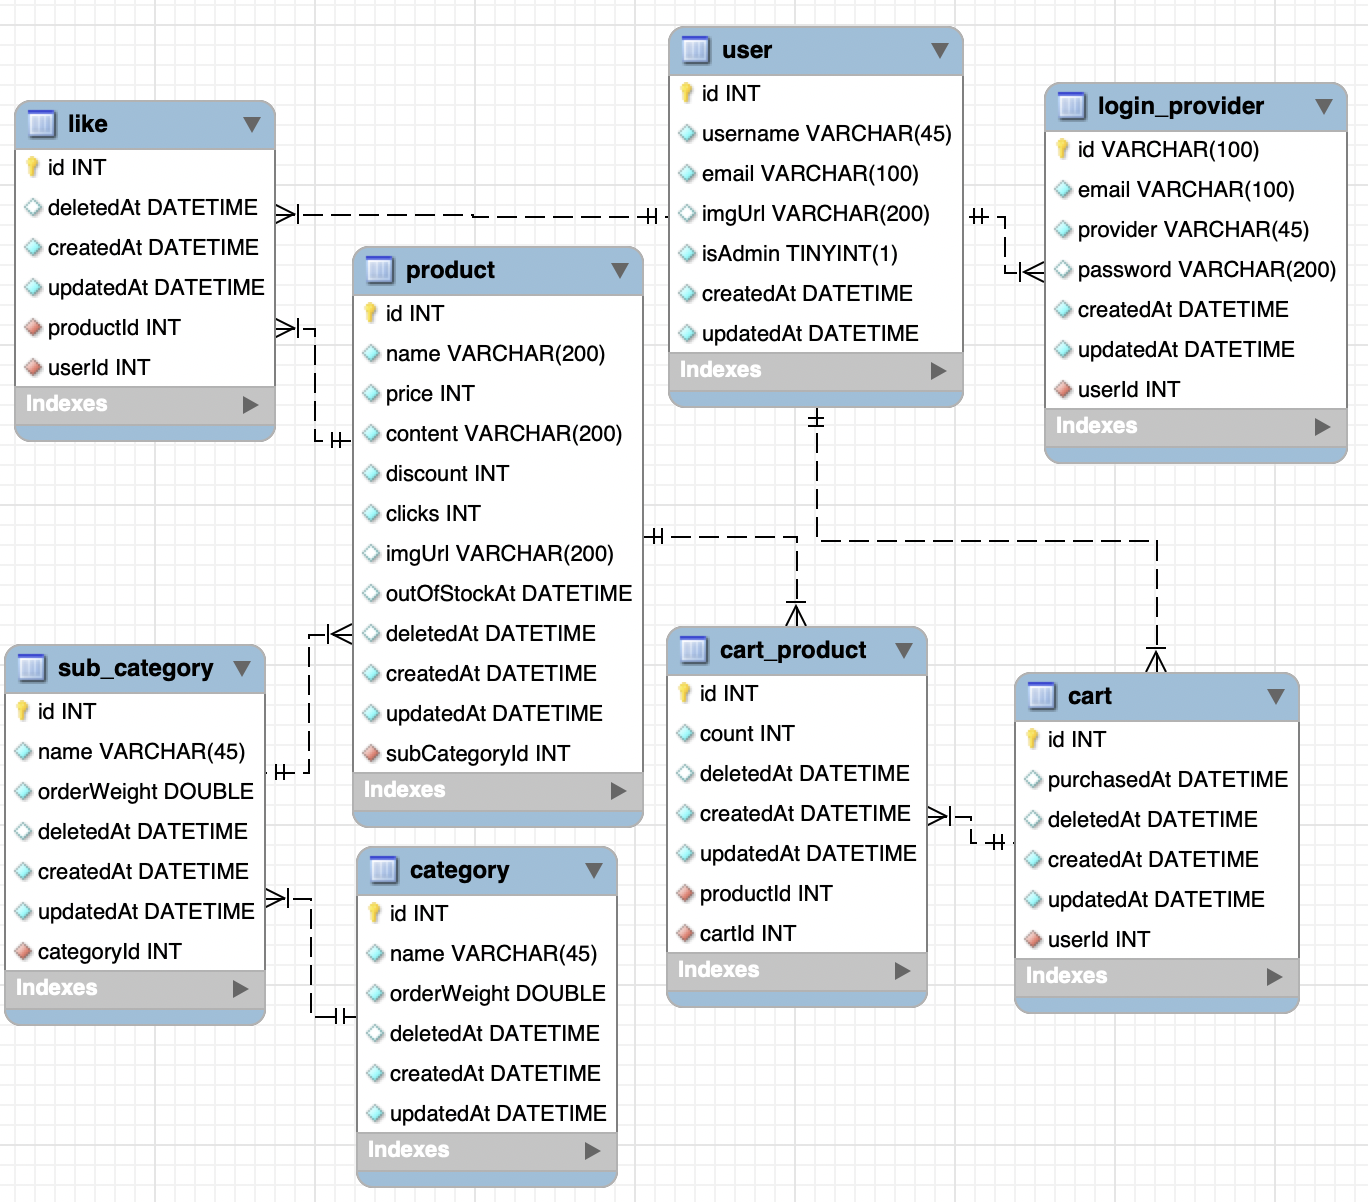 user
id INT
username VARCHAR(45)
email VARCHAR(100)
imgUrl VARCHAR(200)
isAdmin TINYINT(1)
createdAt DATETIME
updatedAt DATETIME
Indexes
login_provider
id VARCHAR(100)
email VARCHAR(100)
provider VARCHAR(45)
password VARCHAR(200)
createdAt DATETIME
updatedAt DATETIME
userId INT
Indexes
like
id INT
deletedAt DATETIME
createdAt DATETIME
updatedAt DATETIME
productId INT
userId INT
Indexes
product
id INT
name VARCHAR(200)
price INT
content VARCHAR(200)
discount INT
clicks INT
imgUrl VARCHAR(200)
outOfStockAt DATETIME
deletedAt DATETIME
createdAt DATETIME
updatedAt DATETIME
subCategoryId INT
Indexes
sub_category
id INT
name VARCHAR(45)
orderWeight DOUBLE
deletedAt DATETIME
createdAt DATETIME
updatedAt DATETIME
categoryId INT
Indexes
cart_product
id INT
count INT
deletedAt DATETIME
createdAt DATETIME
updatedAt DATETIME
productId INT
cartId INT
Indexes
cart
id INT
purchasedAt DATETIME
deletedAt DATETIME
createdAt DATETIME
updatedAt DATETIME
userId INT
Indexes
category
id INT
name VARCHAR(45)
orderWeight DOUBLE
deletedAt DATETIME
createdAt DATETIME
updatedAt DATETIME
Indexes